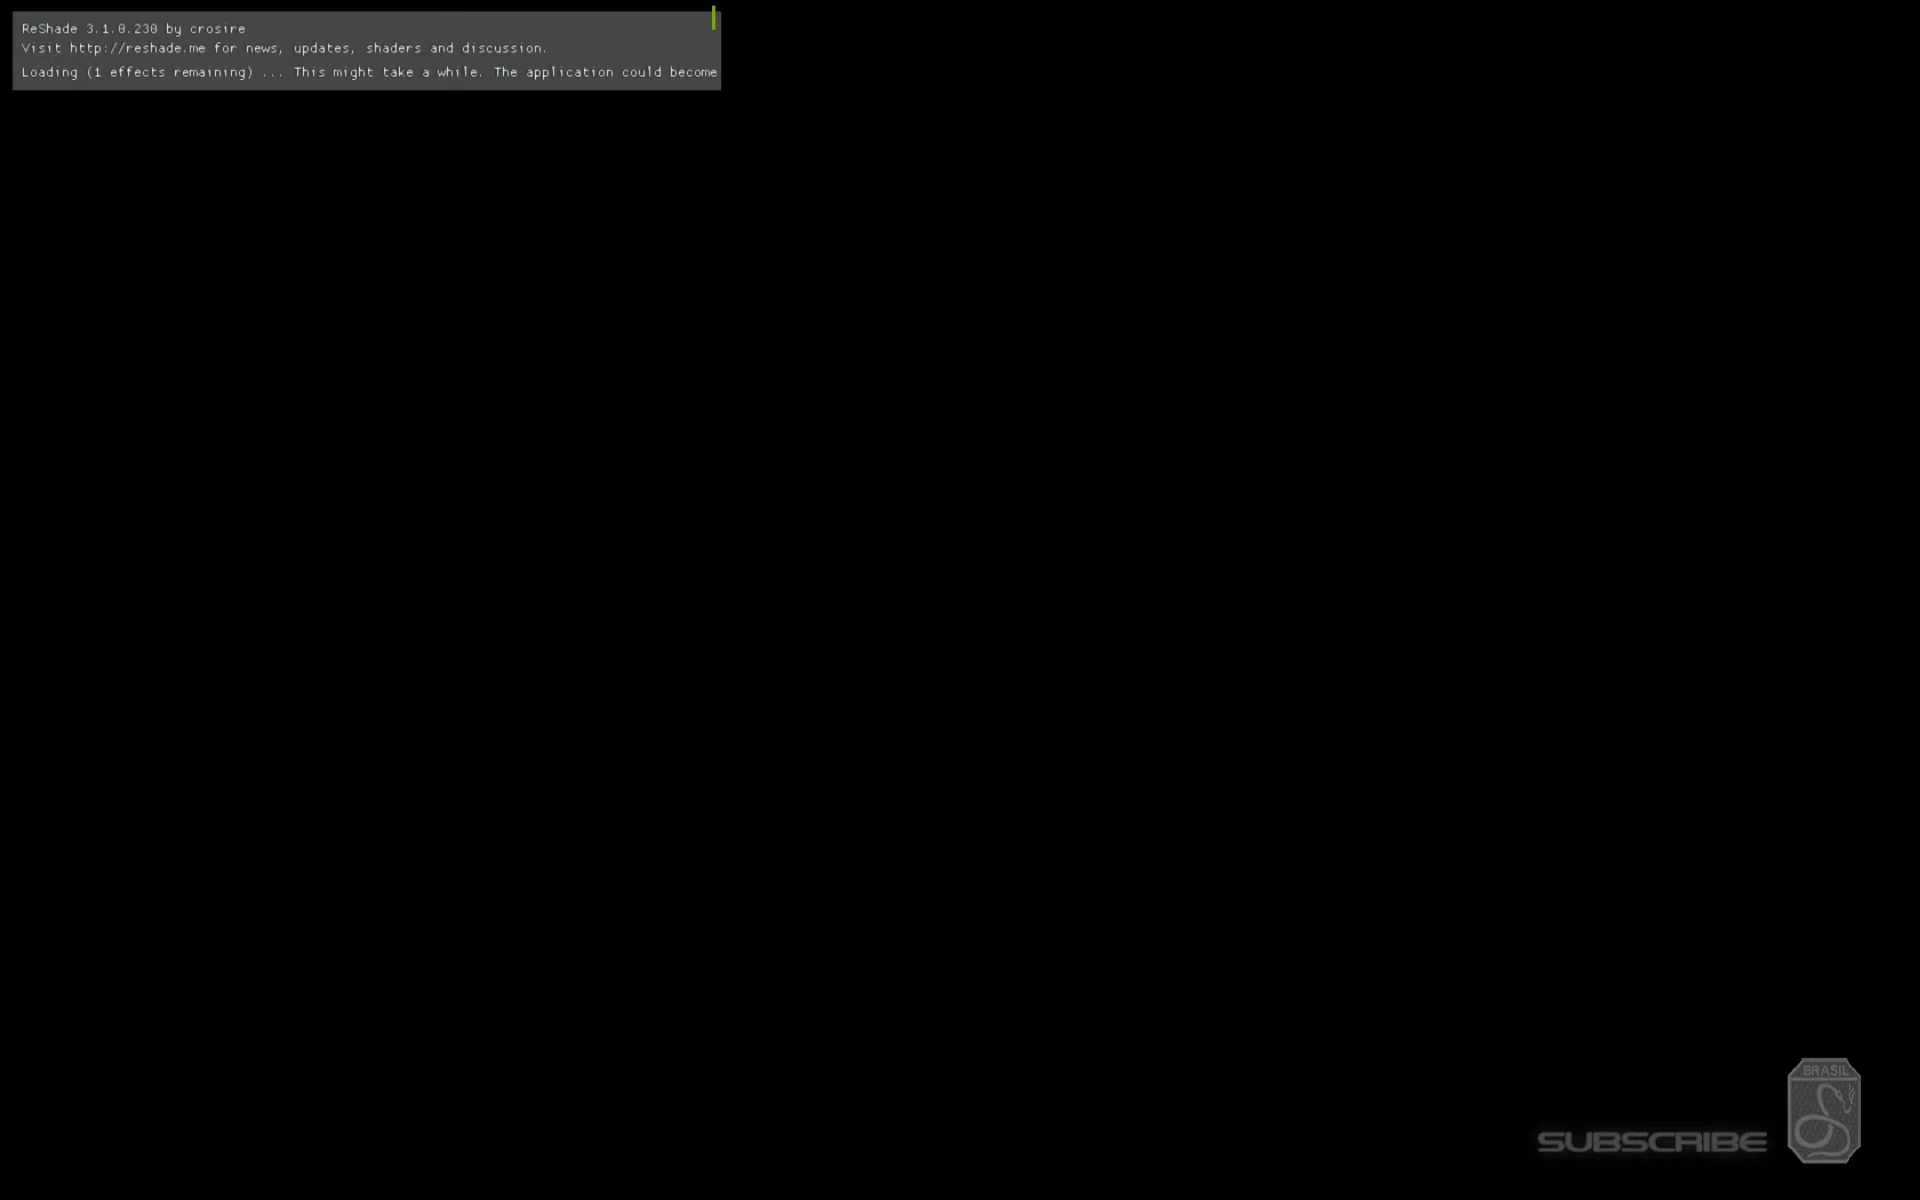 ReShade 3.1.0.230 by crosire
Visit http://reshade.me for news, updates, shaders and discussion.
Loading (1 effects remaining) ... This might take a while. The application could become
BRASIL
SUBSCRIBE